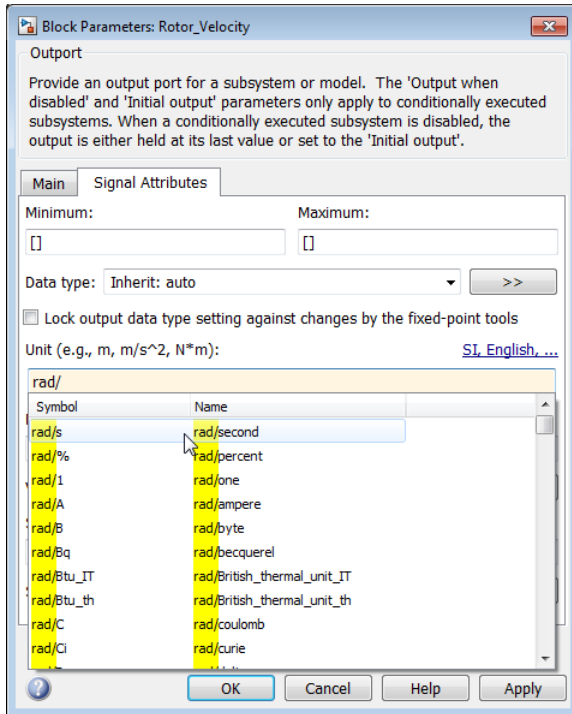 Block Parameters: Rotor_Velocity
Outport
Provide an output port for a subsystem or model. The 'Output when
disabled' and 'Initial output' parameters only apply to conditionally executed
subsystems. When a conditionally executed subsystem is disabled, the
output is either held at its last value or set to the 'Initial output'.
Main Signal Attributes
Minimum: Maximum:
[] []
Data type: Inherit: auto >>
Lock output data type setting against changes by the fixed-point tools
Unit (e.g., m, m/s^2, N*m): SI, English, ...
rad/
Symbol Name
rad/s rad/second
rad/% rad/percent
rad/1 rad/one
rad/A rad/ampere
rad/B rad/byte
rad/Bq rad/becquerel
rad/Btu_IT rad/British_thermal_unit_IT
rad/Btu_th rad/British_thermal_unit_th
rad/C rad/coulomb
rad/Ci rad/curie
OK Cancel Help Apply